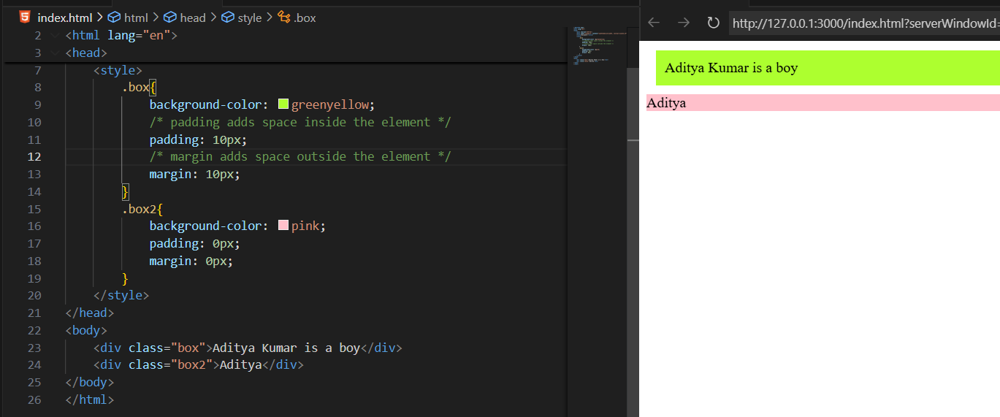 index.html > html > head > style > .box
2 <html lang="en">
3 <head>
7 <style>
8 .box{
9 background-color: greenyellow;
10 /* padding adds space inside the element */
11 padding: 10px;
12 /* margin adds space outside the element */
13 margin: 10px;
14 }
15 .box2{
16 background-color: pink;
17 padding: 0px;
18 margin: 0px;
19 }
20 </style>
21 </head>
22 <body>
23 <div class="box">Aditya Kumar is a boy</div>
24 <div class="box2">Aditya</div>
25 </body>
26 </html>
http://127.0.0.1:3000/index.html?serverWindowId=
Aditya Kumar is a boy
Aditya